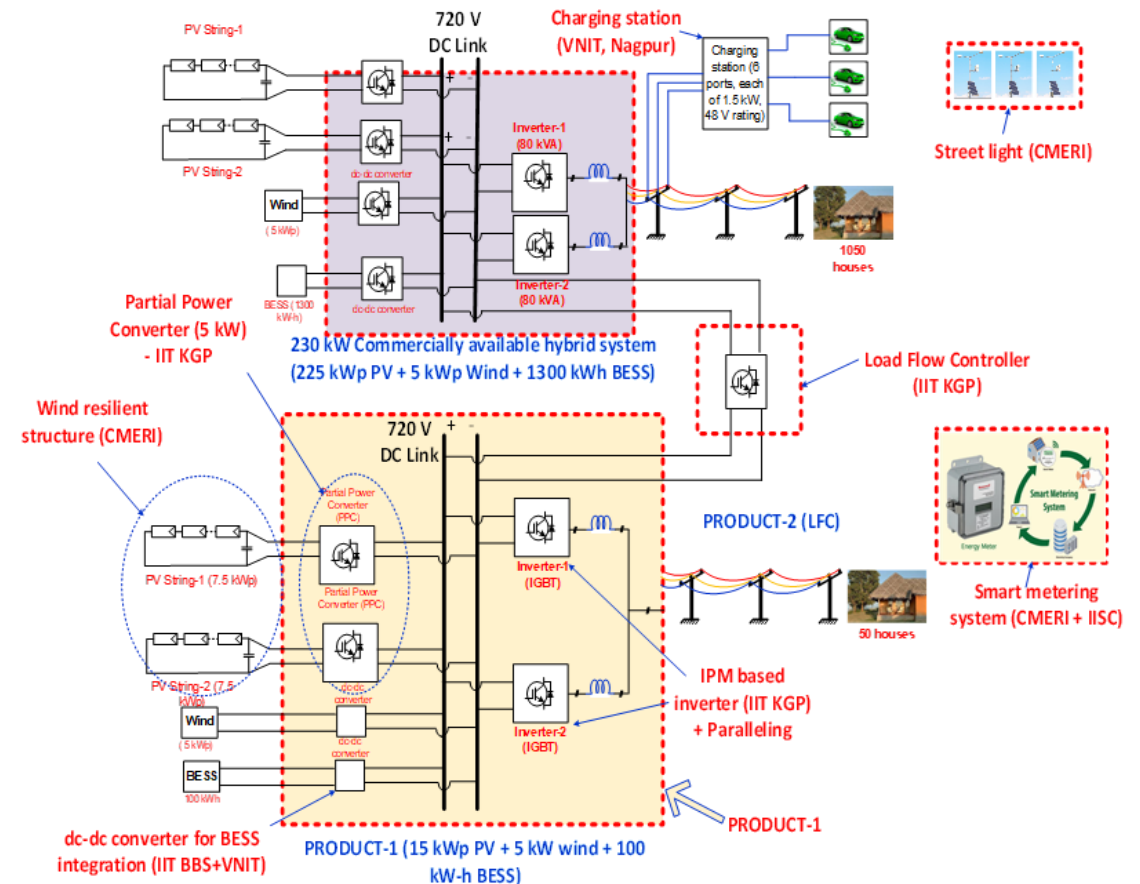 PV String-1
720 V
DC Link
+ -
Charging station
(VNIT, Nagpur)
Charging
station (6
ports, each
of 1.5 kW,
48 V rating)
Street light (CMERI)
PV String-2
+ -
dc-dc converter
Inverter-1
(80 kVA)
Wind
( 5 kWp)
1050
houses
BESS ( 1300
kW-h)
dc-dc converter
Inverter-2
(80 kVA)
Partial Power
Converter (5 kW)
- IIT KGP
230 kW Commercially available hybrid system
(225 kWp PV + 5 kWp Wind + 1300 kWh BESS)
Load Flow Controller
(IIT KGP)
Wind resilient
structure (CMERI)
720 V
DC Link
+ -
Partial Power
Converter
(PPC)
PRODUCT-2 (LFC)
Smart Metering
System
Energy Meter
PV String-1 (7.5 kWp)
Partial Power
Converter (PPC)
Inverter-1
(IGBT)
Smart metering
system (CMERI + IISC)
50 houses
PV String-2 (7.5
kWp)
dc-dc
converter
IPM based
inverter (IIT KGP)
+ Paralleling
Wind
( 5 kWp)
dc-dc
converter
Inverter-2
(IGBT)
BESS
100 kWh
PRODUCT-1
dc-dc converter for BESS
integration (IIT BBS+VNIT)
PRODUCT-1 (15 kWp PV + 5 kW wind + 100
kW-h BESS)